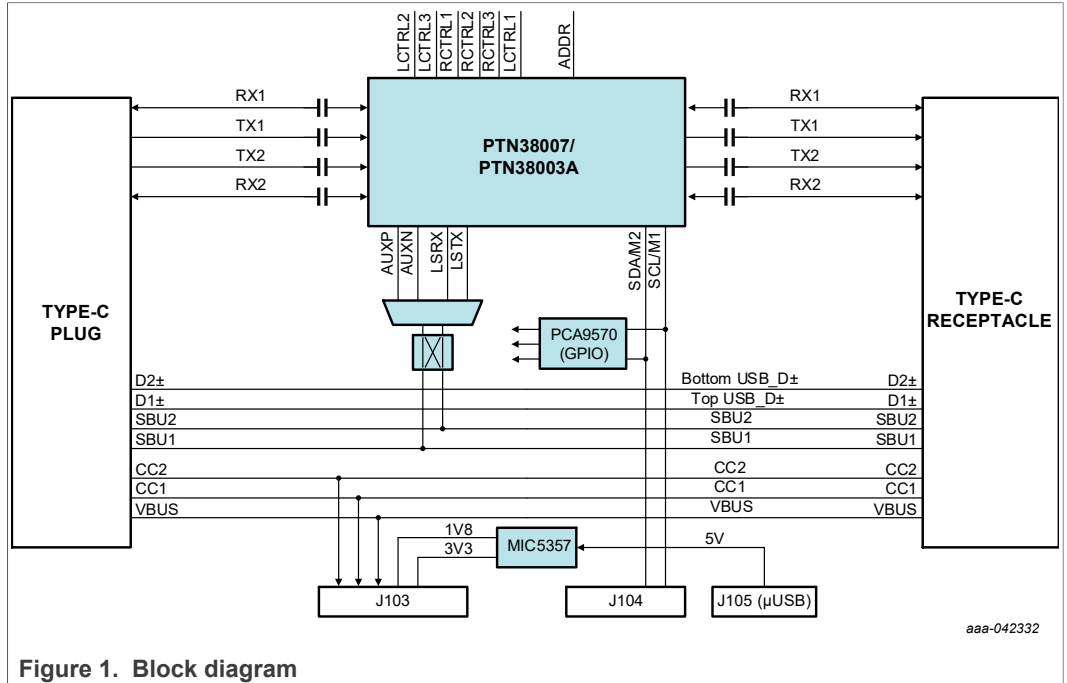 LCTRL2
LCTRL3
RCTRL1
RCTRL2
RCTRL3
LCTRL1
ADDR
RX1
TX1
TX2
RX2
PTN38007/
PTN38003A
RX1
TX1
TX2
RX2
AUXP
AUXN
LSRX
LSTX
SDA/M2
SCL/M1
TYPE-C
PLUG
TYPE-C
RECEPTACLE
PCA9570
(GPIO)
D2± Bottom USB_D± D2±
D1± Top USB_D± D1±
SBU2 SBU2 SBU2
SBU1 SBU1 SBU1
CC2 CC2 CC2
CC1 CC1 CC1
VBUS VBUS VBUS
1V8
3V3
MIC5357
5V
J103
J104
J105 (µUSB)
aaa-042332
Figure 1. Block diagram